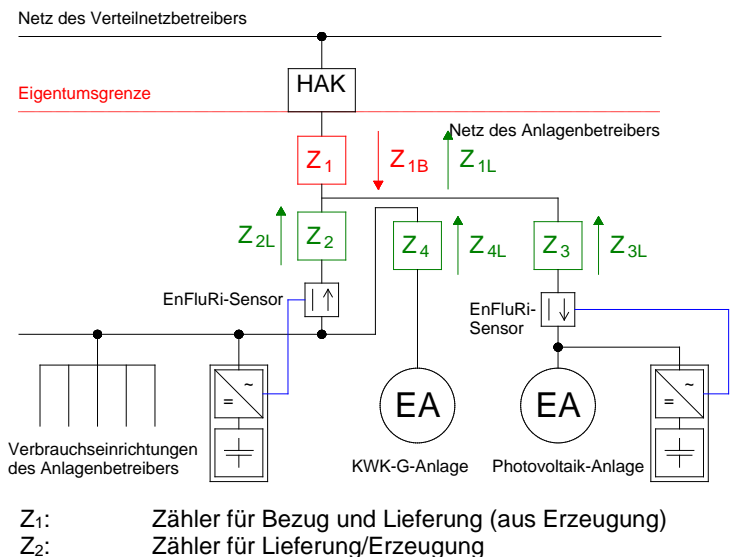 Netz des Verteilnetzbetreibers
HAK
Eigentumsgrenze
Netz des Anlagenbetreibers
Z1
Z1B
Z1L
Z2L
Z2
Z4
Z4L
Z3
Z3L
EnFluRi-Sensor
EnFluRi-
Sensor
~
=
EA
EA
~
=
Verbrauchseinrichtungen
des Anlagenbetreibers
KWK-G-Anlage
Photovoltaik-Anlage
Z1: Zähler für Bezug und Lieferung (aus Erzeugung)
Z2: Zähler für Lieferung/Erzeugung